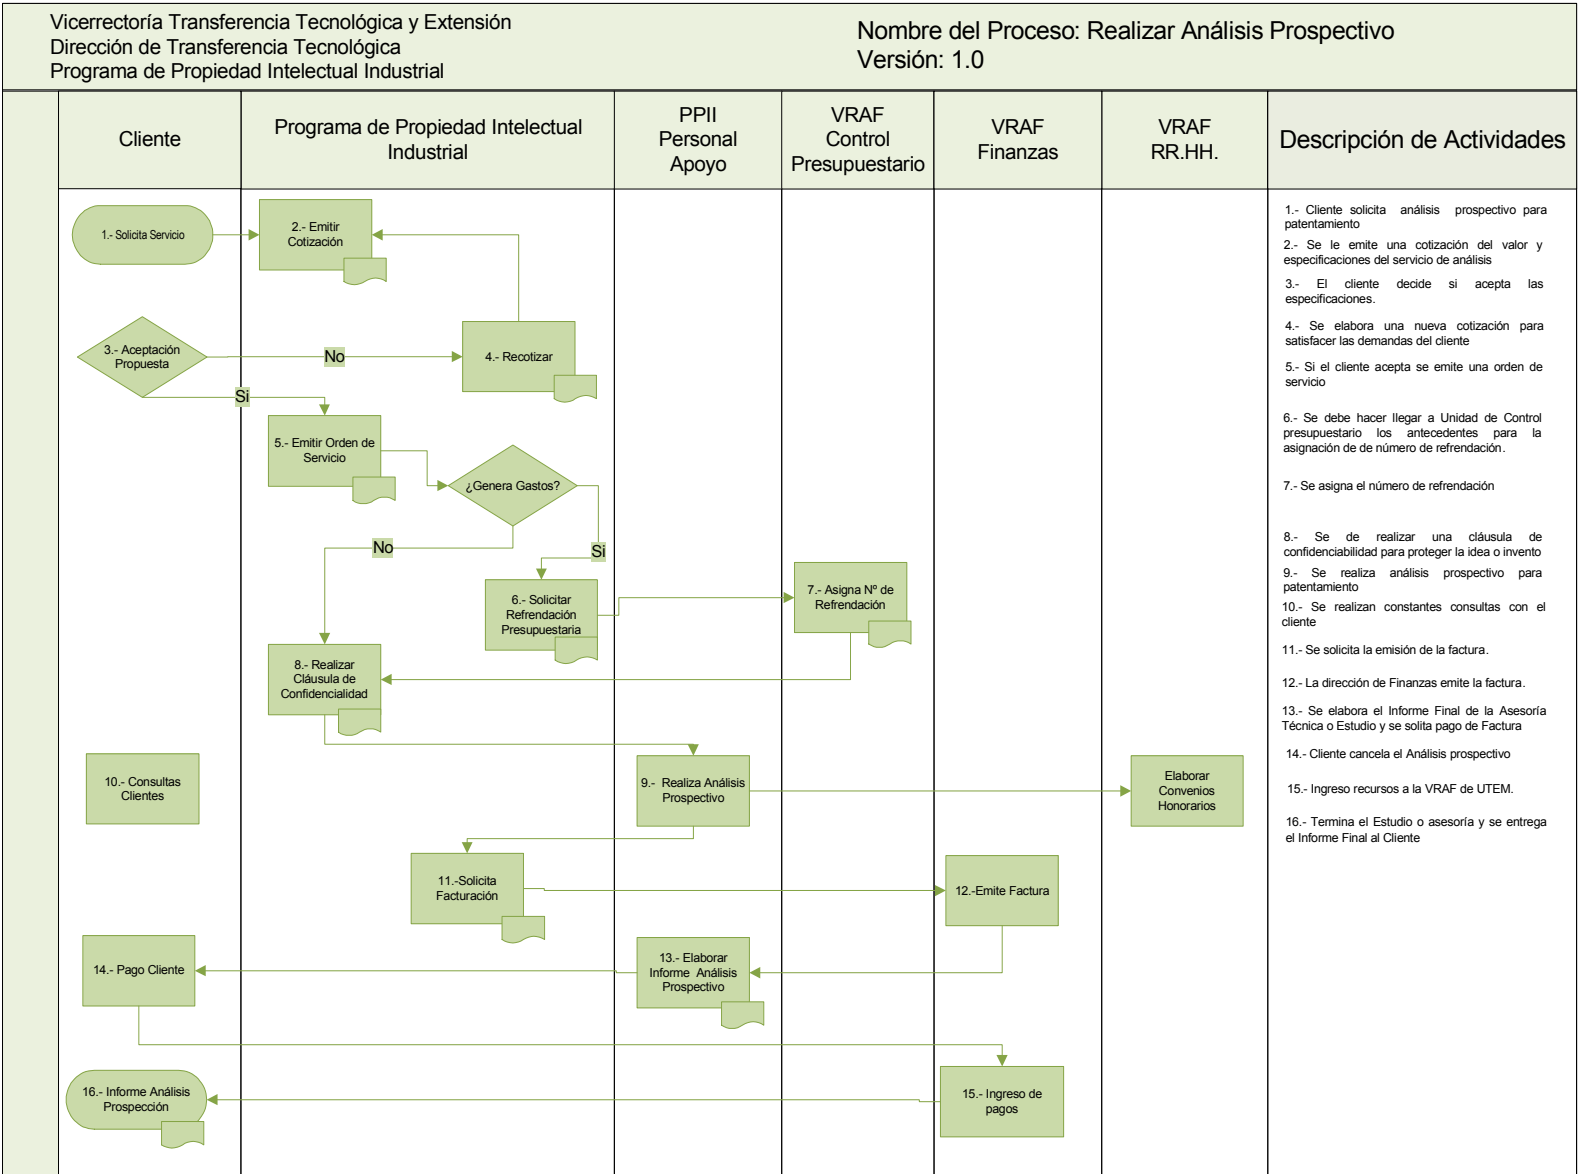 Vicerrectoría Transferencia Tecnológica y Extensión
Dirección de Transferencia Tecnológica
Programa de Propiedad Intelectual Industrial
Nombre del Proceso: Realizar Análisis Prospectivo
Versión: 1.0
Cliente
Programa de Propiedad Intelectual
Industrial
PPII
Personal
Apoyo
VRAF
Control
Presupuestario
VRAF
Finanzas
VRAF
RR.HH.
Descripción de Actividades
1.- Solicita Servicio
2.- Emitir
Cotización
3.- Aceptación
Propuesta
No
4.- Recotizar
Si
5.- Emitir Orden de
Servicio
¿Genera Gastos?
No
Si
6.- Solicitar
Refrendación
Presupuestaria
7.- Asigna Nº de
Refrendación
8.- Realizar
Cláusula de
Confidencialidad
10.- Consultas
Clientes
9.- Realiza Análisis
Prospectivo
Elaborar
Convenios
Honorarios
11.-Solicita
Facturación
12.-Emite Factura
14.- Pago Cliente
13.- Elaborar
Informe Análisis
Prospectivo
16.- Informe Análisis
Prospección
15.- Ingreso de
pagos
1.- Cliente solicita análisis prospectivo para
patentamiento
2.- Se le emite una cotización del valor y
especificaciones del servicio de análisis
3.- El cliente decide si acepta las
especificaciones.
4.- Se elabora una nueva cotización para
satisfacer las demandas del cliente
5.- Si el cliente acepta se emite una orden de
servicio
6.- Se debe hacer llegar a Unidad de Control
presupuestario los antecedentes para la
asignación de de número de refrendación.
7.- Se asigna el número de refrendación
8.- Se de realizar una cláusula de
confidenciabilidad para proteger la idea o invento
9.- Se realiza análisis prospectivo para
patentamiento
10.- Se realizan constantes consultas con el
cliente
11.- Se solicita la emisión de la factura.
12.- La dirección de Finanzas emite la factura.
13.- Se elabora el Informe Final de la Asesoría
Técnica o Estudio y se solita pago de Factura
14.- Cliente cancela el Análisis prospectivo
15.- Ingreso recursos a la VRAF de UTEM.
16.- Termina el Estudio o asesoría y se entrega
el Informe Final al Cliente